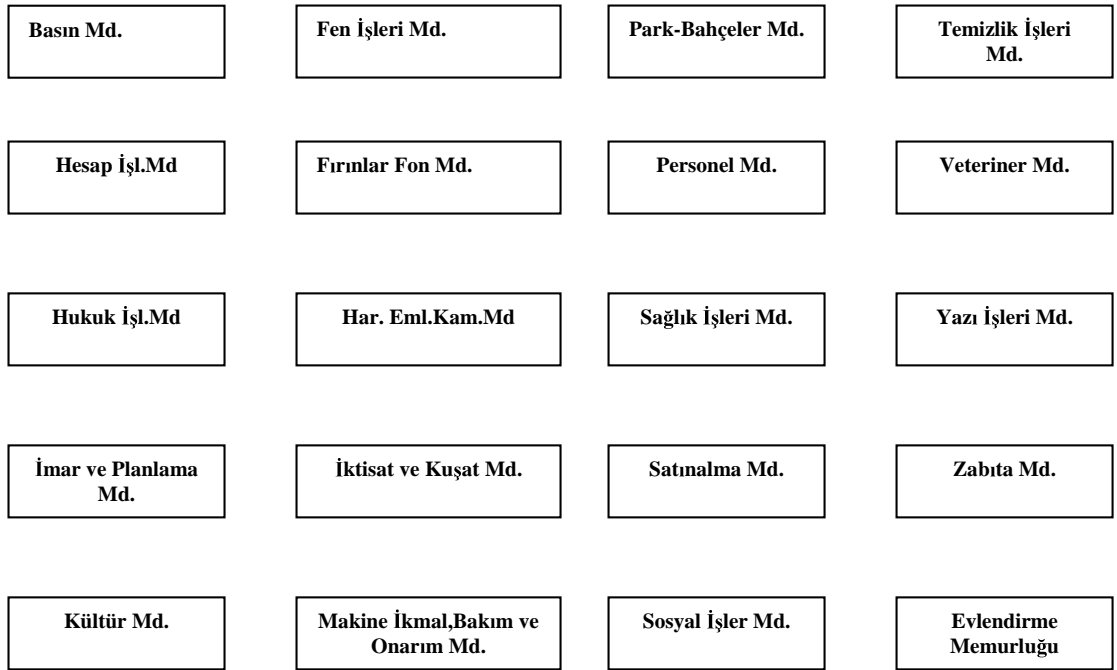 Basın Md.
Fen İşleri Md.
Park-Bahçeler Md.
Temizlik İşleri
Md.
Hesap İşl.Md
Fırınlar Fon Md.
Personel Md.
Veteriner Md.
Hukuk İşl.Md
Har. Eml.Kam.Md
Sağlık İşleri Md.
Yazı İşleri Md.
İmar ve Planlama
Md.
İktisat ve Kuşat Md.
Satınalma Md.
Zabıta Md.
Kültür Md.
Makine İkmal,Bakım ve
Onarım Md.
Sosyal İşler Md.
Evlendirme
Memurluğu